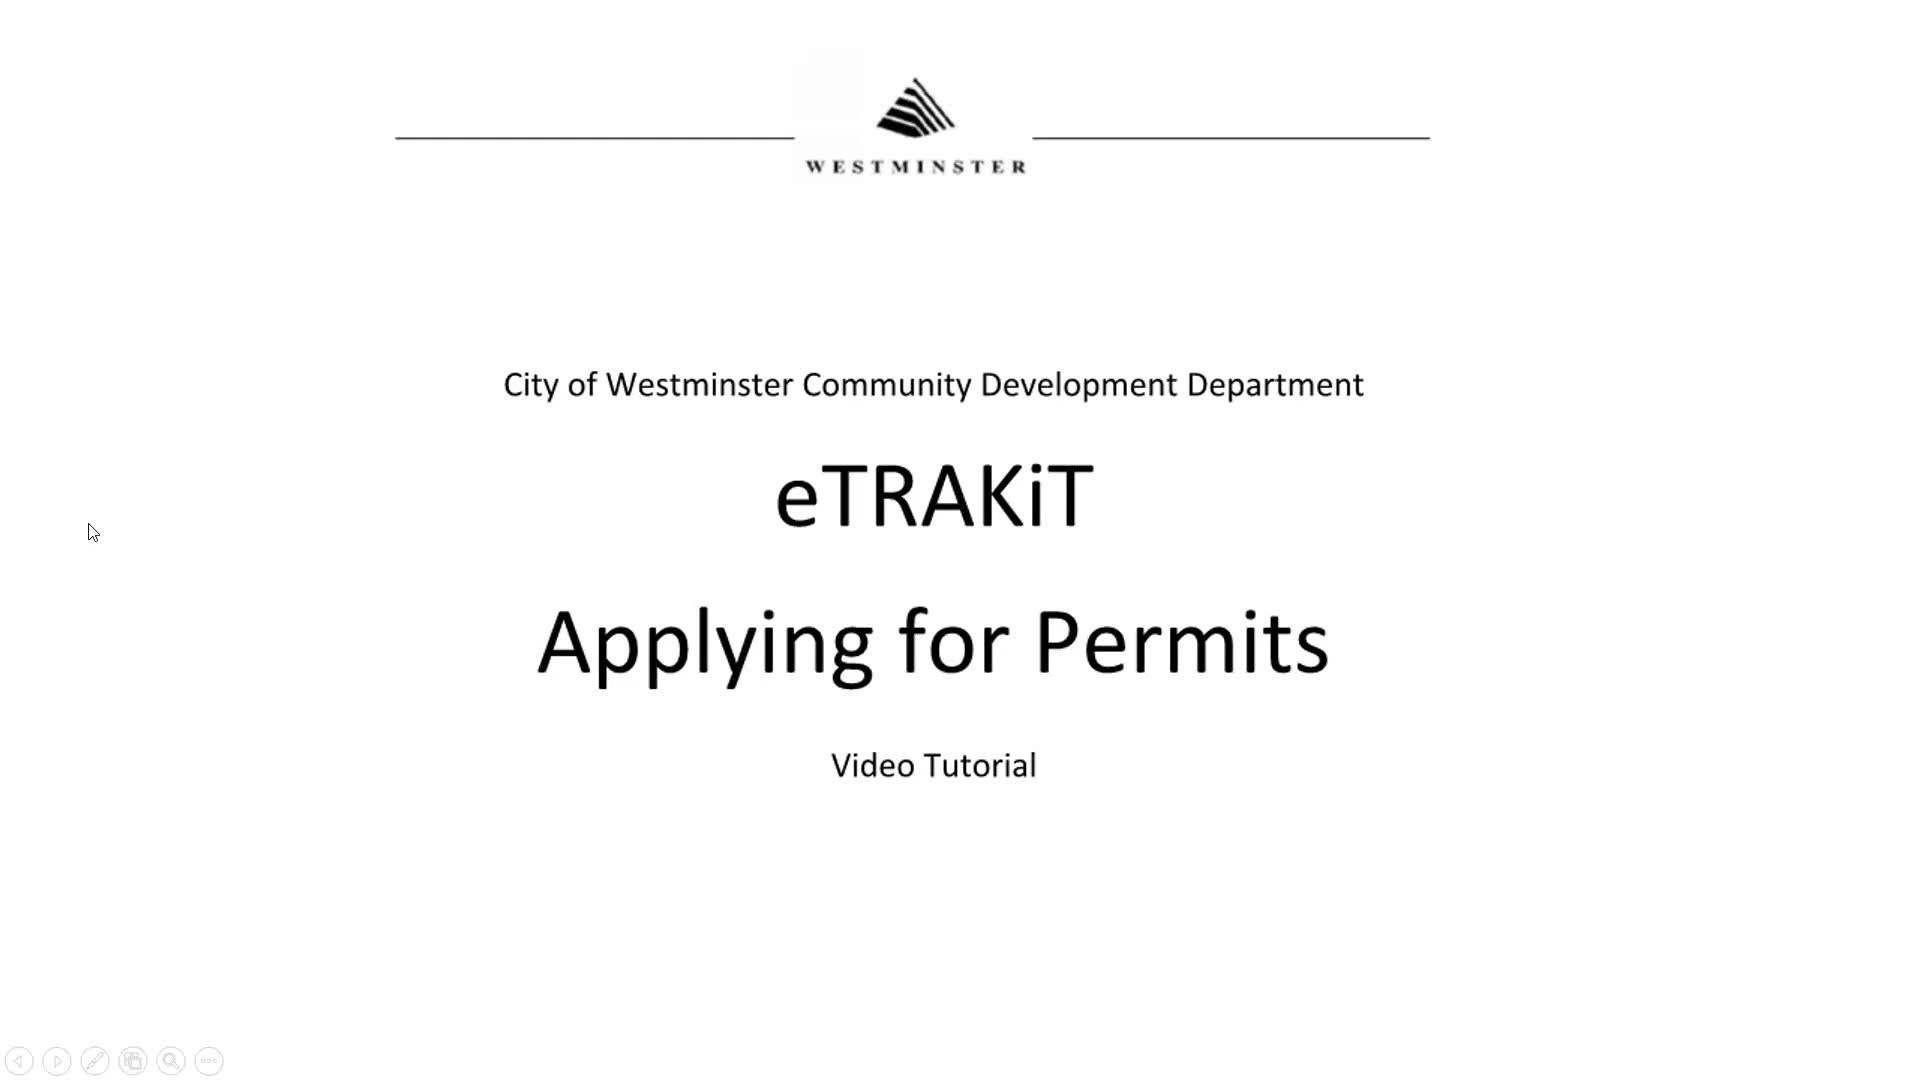 WESTMINSTER
City of Westminster Community Development Department
eTRAKiT
Applying for Permits
Video Tutorial